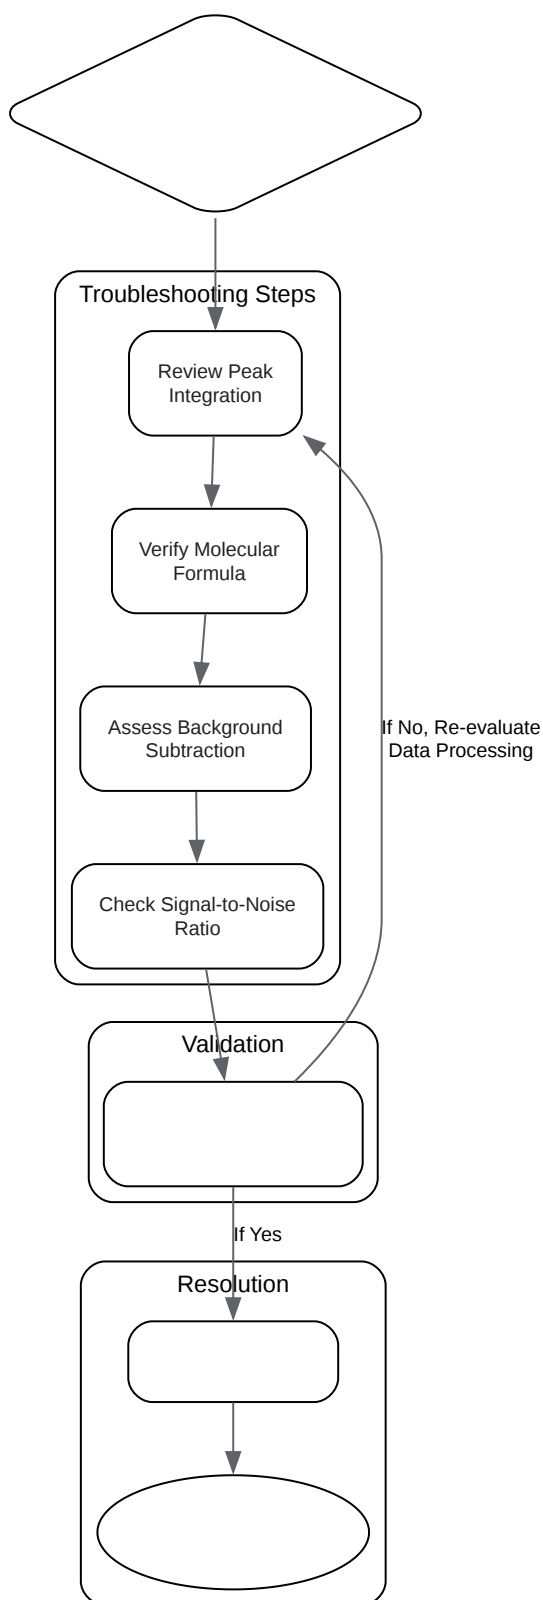 Troubleshooting Steps
Review Peak
Integration
Verify Molecular
Formula
Assess Background
Subtraction
If No, Re-evaluate
Data Processing
Check Signal-to-Noise
Ratio
Validation
If Yes
Resolution